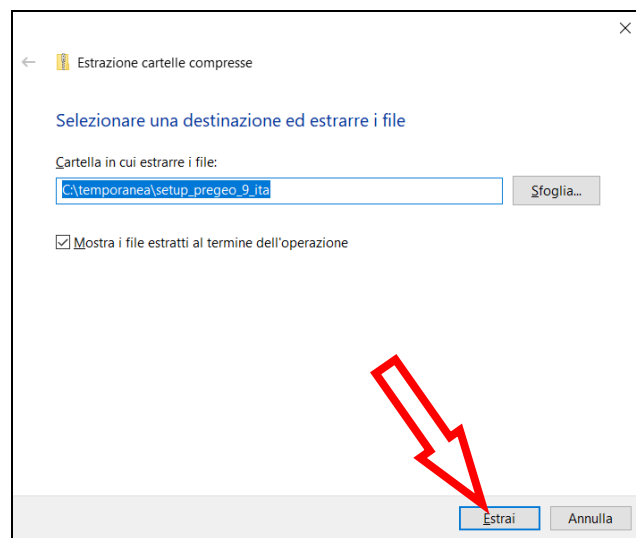 Estrazione cartelle compresse
Selezionare una destinazione ed estrarre i file
Cartella in cui estrarre i file:
C:\temporanea\setup_pregeo_9_ita
Sfoglia...
Mostra i file estratti al termine dell'operazione
Estrai Annulla